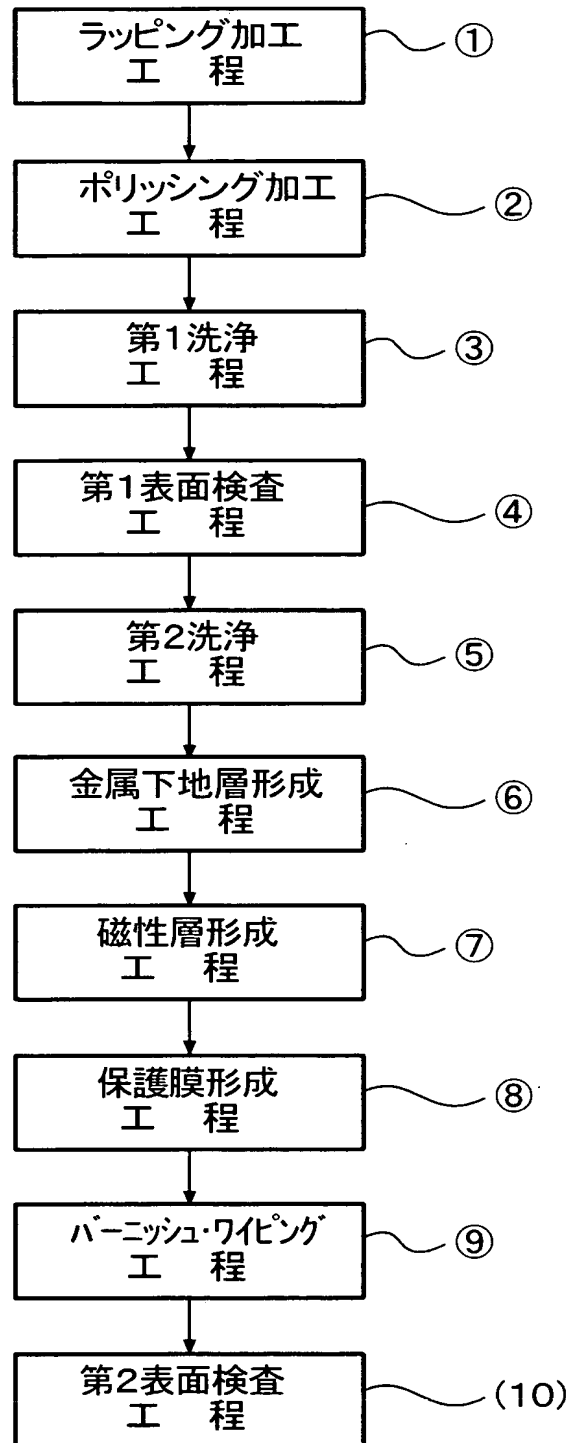 ラッピング加工
工　程
①
ポリッシング加工
工　程
②
第1洗浄
工　程
③
第1表面検査
工　程
④
第2洗浄
工　程
⑤
金属下地層形成
工　程
⑥
磁性層形成
工　程
⑦
保護膜形成
工　程
⑧
バーニッシュ・ワイピング
工　程
⑨
第2表面検査
工　程
(10)